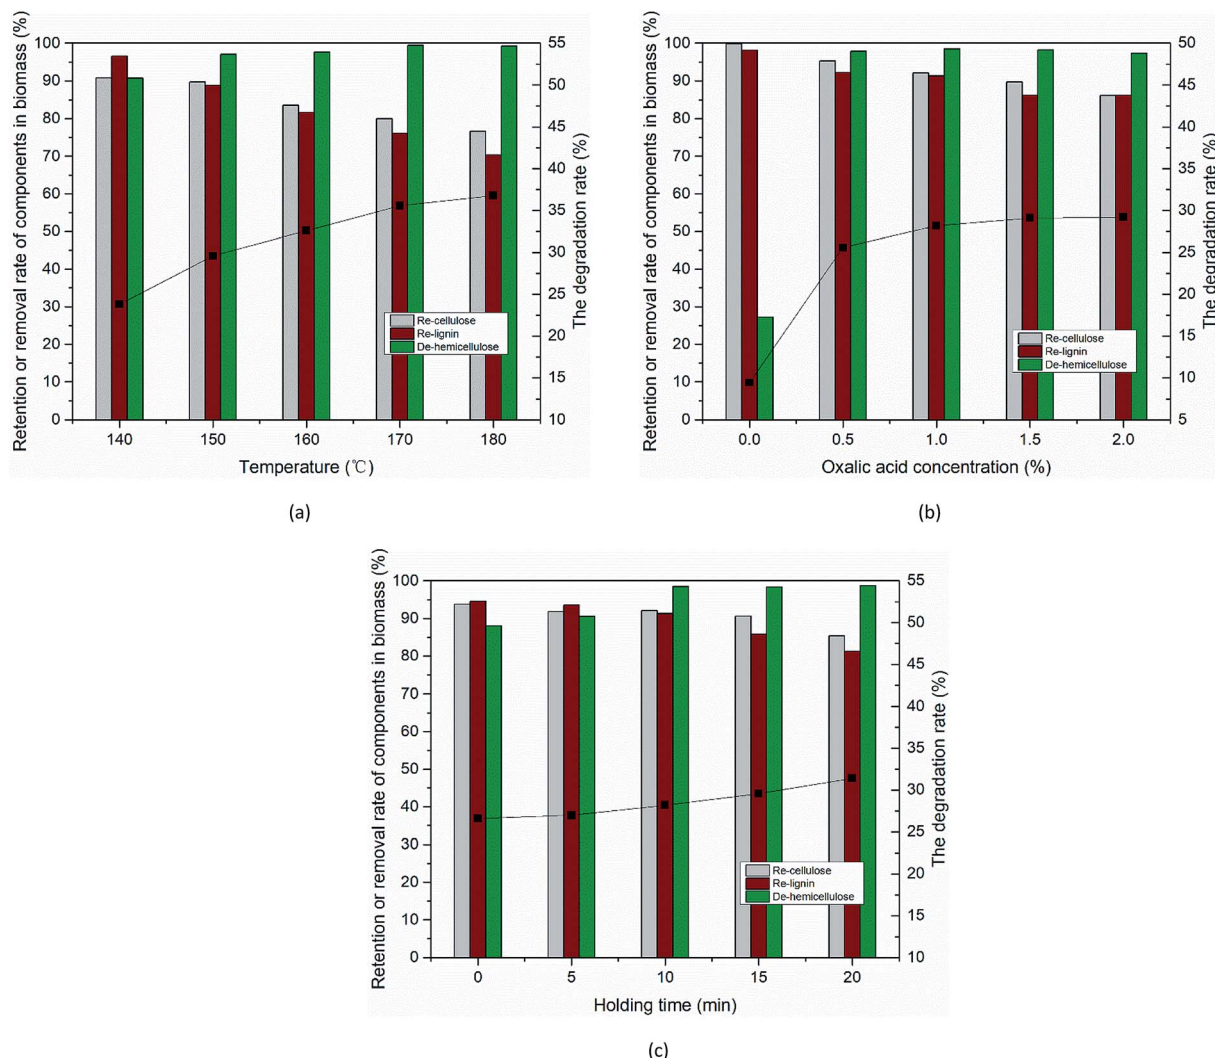 Retention or removal rate of components in biomass (%)
100
90
80
70
60
50
40
30
20
10
0
55
50
45
40
35
30
25
20
15
10
The degradation rate (%)
Re-cellulose
Re-lignin
De-hemicellulose
140 150 160 170 180
Temperature (℃)
(a)
Retention or removal rate of components in biomass (%)
100
90
80
70
60
50
40
30
20
10
0
50
45
40
35
30
25
20
15
10
5
The degradation rate (%)
Re-cellulose
Re-lignin
De-hemicellulose
0.0 0.5 1.0 1.5 2.0
Oxalic acid concentration (%)
(b)
Retention or removal rate of components in biomass (%)
100
90
80
70
60
50
40
30
20
10
0
55
50
45
40
35
30
25
20
15
10
The degradation rate (%)
Re-cellulose
Re-lignin
De-hemicellulose
0 5 10 15 20
Holding time (min)
(c)